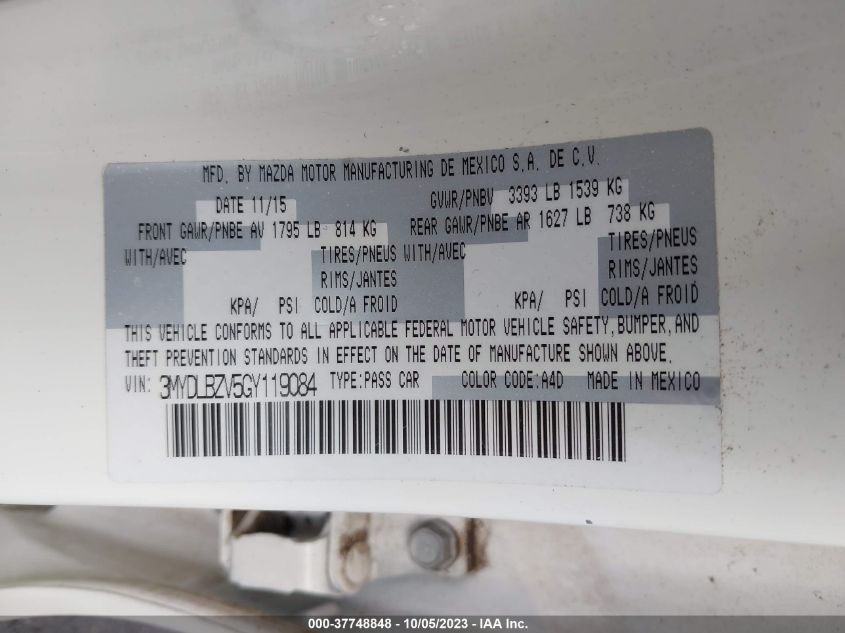 MFD. BY MAZDA MOTOR MANUFACTURING DE MEXICO S.A. DE C.V.
DATE 11/15 GVWR/PNBV 3393 LB 1539 KG
FRONT GAWR/PNBE AV 1795 LB 814 KG REAR GAWR/PNBE AR 1627 LB 738 KG
WITH/AVEC TIRES/PNEUS WITH/AVEC TIRES/PNEUS
RIMS/JANTES RIMS/JANTES
KPA/ PSI COLD/A FROID KPA/ PSI COLD/A FROID
THIS VEHICLE CONFORMS TO ALL APPLICABLE FEDERAL MOTOR VEHICLE SAFETY, BUMPER, AND
THEFT PREVENTION STANDARDS IN EFFECT ON THE DATE OF MANUFACTURE SHOWN ABOVE.
VIN: 3MYDLBZV5GY119084 TYPE:PASS CAR COLOR CODE:A4D MADE IN MEXICO
000-37748848 - 10/05/2023 - IAA Inc.